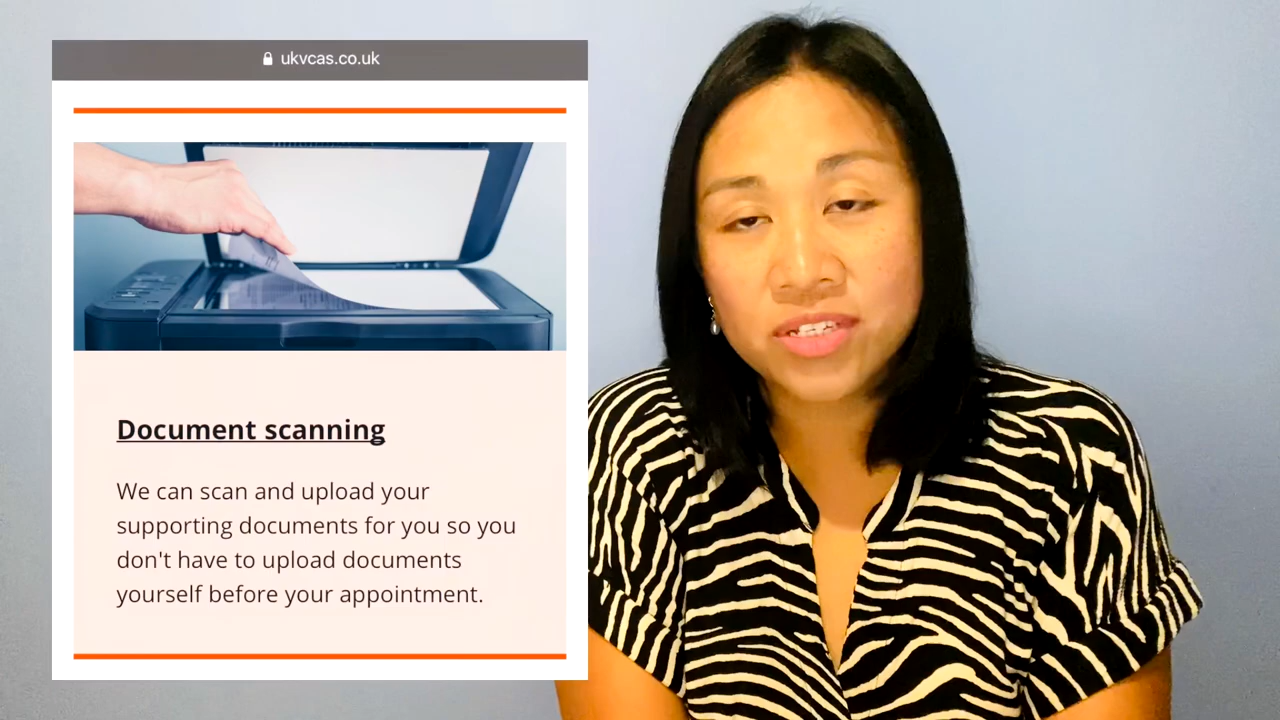 ukvcas.co.uk
Document scanning
We can scan and upload your
supporting documents for you so you
don't have to upload documents
yourself before your appointment.